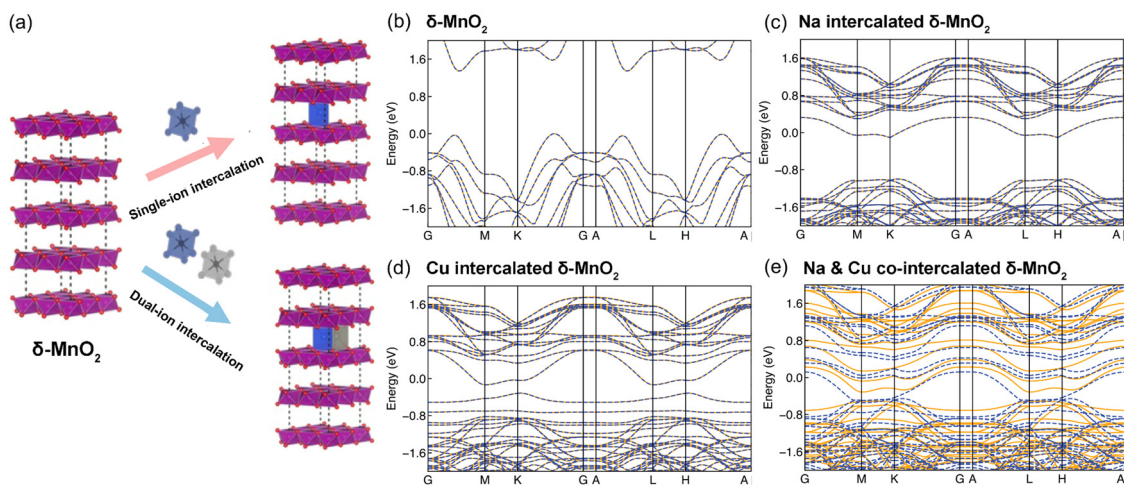 (a)
Single-ion intercalation
Dual-ion intercalation
δ-MnO₂
(b) δ-MnO₂
Energy (eV)
1.6
0.8
0.0
−0.8
−1.6
G M K G A L H A
(c) Na intercalated δ-MnO₂
Energy (eV)
1.6
0.8
0.0
−0.8
−1.6
G M K G A L H A
(d) Cu intercalated δ-MnO₂
Energy (eV)
1.6
0.8
0.0
−0.8
−1.6
G M K G A L H A
(e) Na & Cu co-intercalated δ-MnO₂
Energy (eV)
1.6
0.8
0.0
−0.8
−1.6
G M K G A L H A